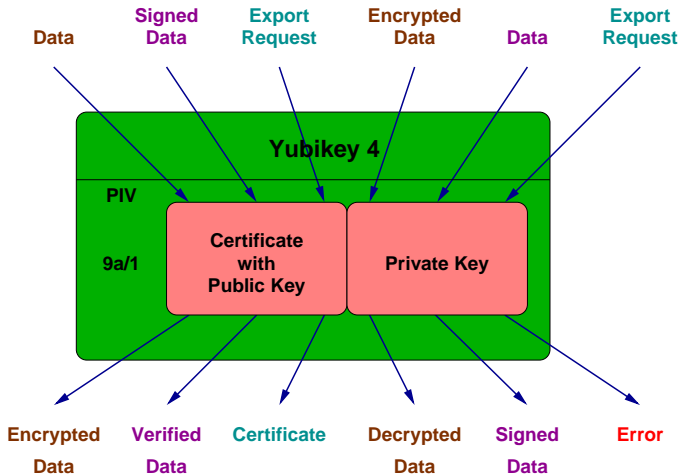 Data
Signed
Data
Export
Request
Encrypted
Data
Data
Export
Request
Yubikey 4
PIV
9a/1
Certificate
with
Public Key
Private Key
Encrypted
Data
Verified
Data
Certificate
Decrypted
Data
Signed
Data
Error